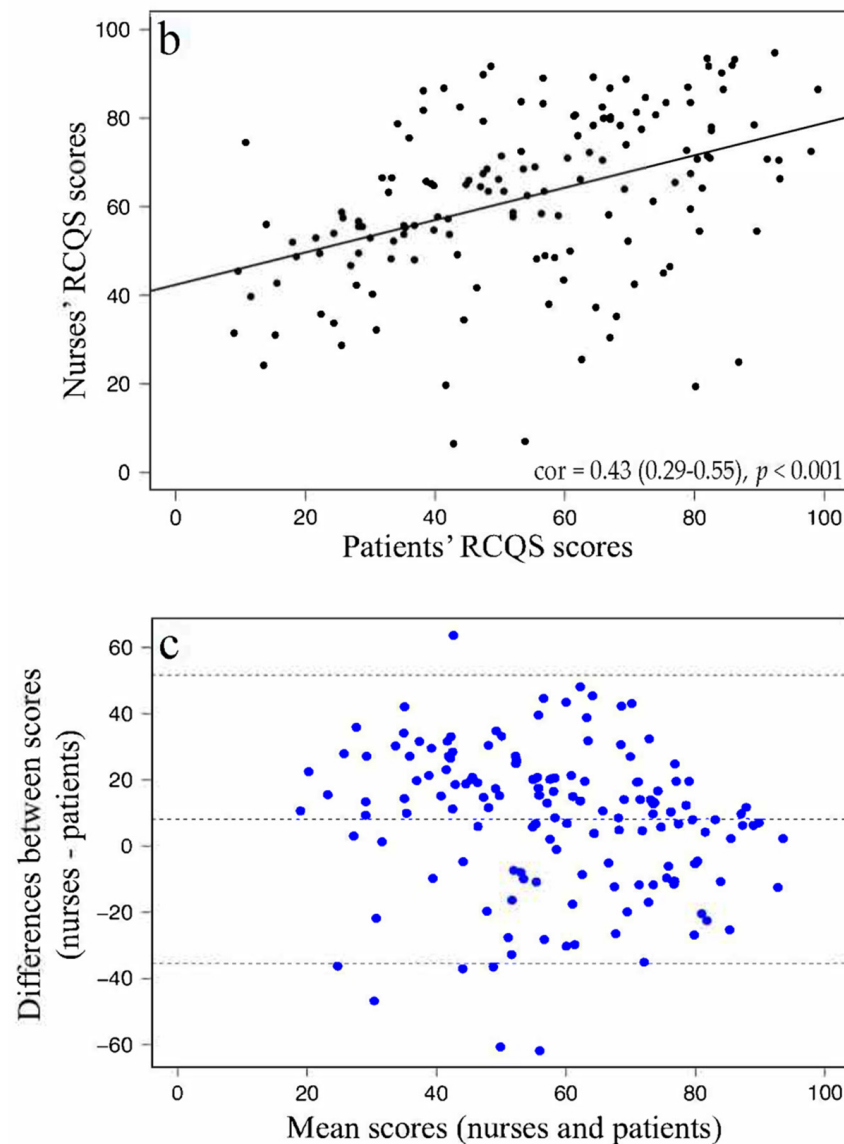 b
100
80
60
40
20
0
Nurses' RCQS scores
cor = 0.43 (0.29-0.55), p < 0.001
0 20 40 60 80 100
Patients' RCQS scores
c
60
40
20
0
−20
−40
−60
Differences between scores
(nurses - patients)
0 20 40 60 80 100
Mean scores (nurses and patients)